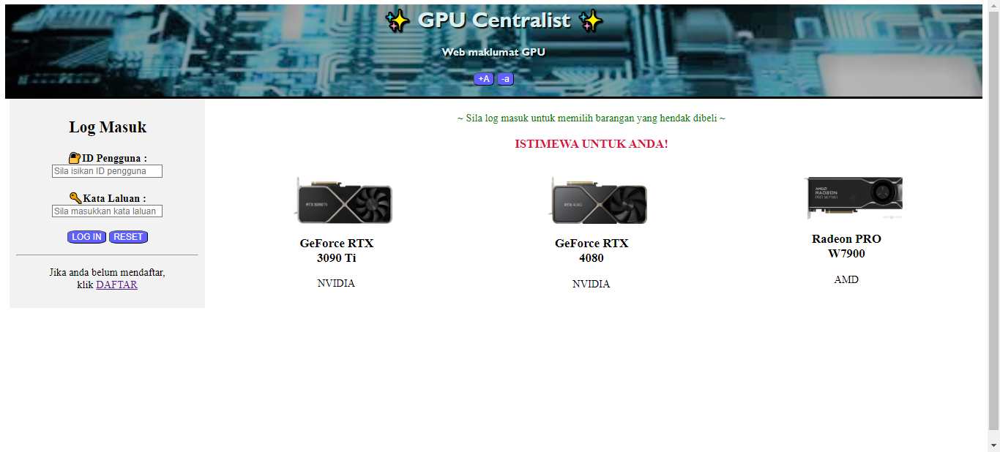 ✨ GPU Centralist ✨
Web maklumat GPU
+A -a
Log Masuk
🔐ID Pengguna :
Sila isikan ID pengguna
🔑Kata Laluan :
Sila masukkan kata laluan
LOG IN RESET
Jika anda belum mendaftar,
klik DAFTAR
~ Sila log masuk untuk memilih barangan yang hendak dibeli ~
ISTIMEWA UNTUK ANDA!
RTX 3090 Ti
GeForce RTX
3090 Ti
NVIDIA
RTX 4080
GeForce RTX
4080
NVIDIA
AMD
RADEON
PRO W7900
Radeon PRO
W7900
AMD